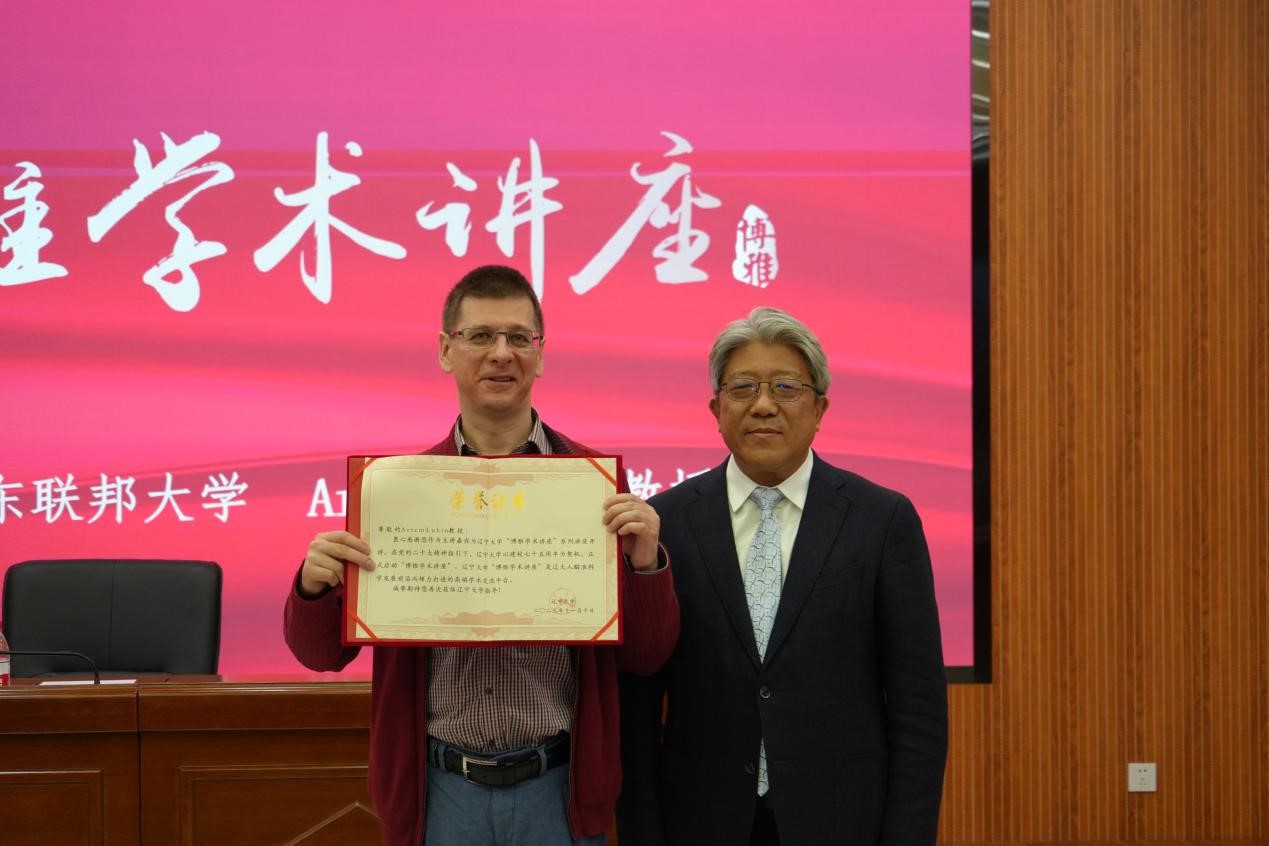 雅学术讲座
博雅
东联邦大学 Ar 教授
荣誉证书
尊敬的Artem Lukin教授：
衷心感谢您作为主讲嘉宾为辽宁大学“博雅学术讲座”系列讲座开
讲。在党的二十大精神指引下，辽宁大学以建校七十五周年为契机，正
式启动“博雅学术讲座”。辽宁大学“博雅学术讲座”是辽大人瞄准科
学发展前沿而倾力打造的高端学术交流平台。
诚挚期待您再次莅临辽宁大学指导！
辽宁大学
二〇二三年十一月十日